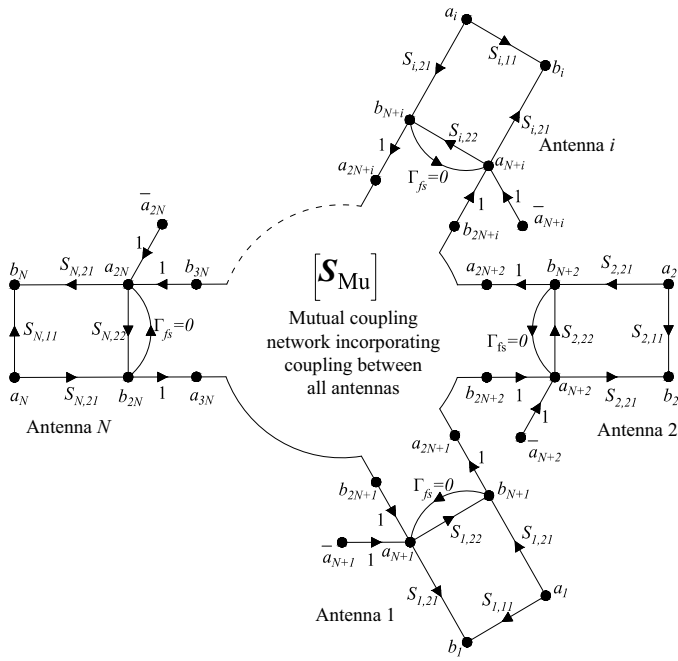 a_i
S_{i,11}
S_{i,21}
b_i
b_{N+i}
S_{i,22}
S_{i,21}
1
a_{N+i}
Antenna i
a_{2N+i}
Γ_{fs}=0
1
1
a̅_{N+i}
b_{2N+i}
a̅_{2N}
1
b_N
S_{N,21}
a_{2N}
1
b_{3N}
S_{N,11}
S_{N,22}
Γ_{fs}=0
a_N
S_{N,21}
b_{2N}
1
a_{3N}
Antenna N
[S_{Mu}]
Mutual coupling
network incorporating
coupling between
all antennas
a_{2N+2}
1
b_{N+2}
S_{2,21}
a_2
Γ_{fs}=0
S_{2,22}
S_{2,11}
b_{2N+2}
1
a_{N+2}
S_{2,21}
b_2
1
a̅_{N+2}
Antenna 2
a_{2N+1}
1
b_{2N+1}
Γ_{fs}=0
b_{N+1}
1
a̅_{N+1}
1
a_{N+1}
S_{1,22}
S_{1,21}
S_{1,21}
S_{1,11}
a_1
Antenna 1
b_1